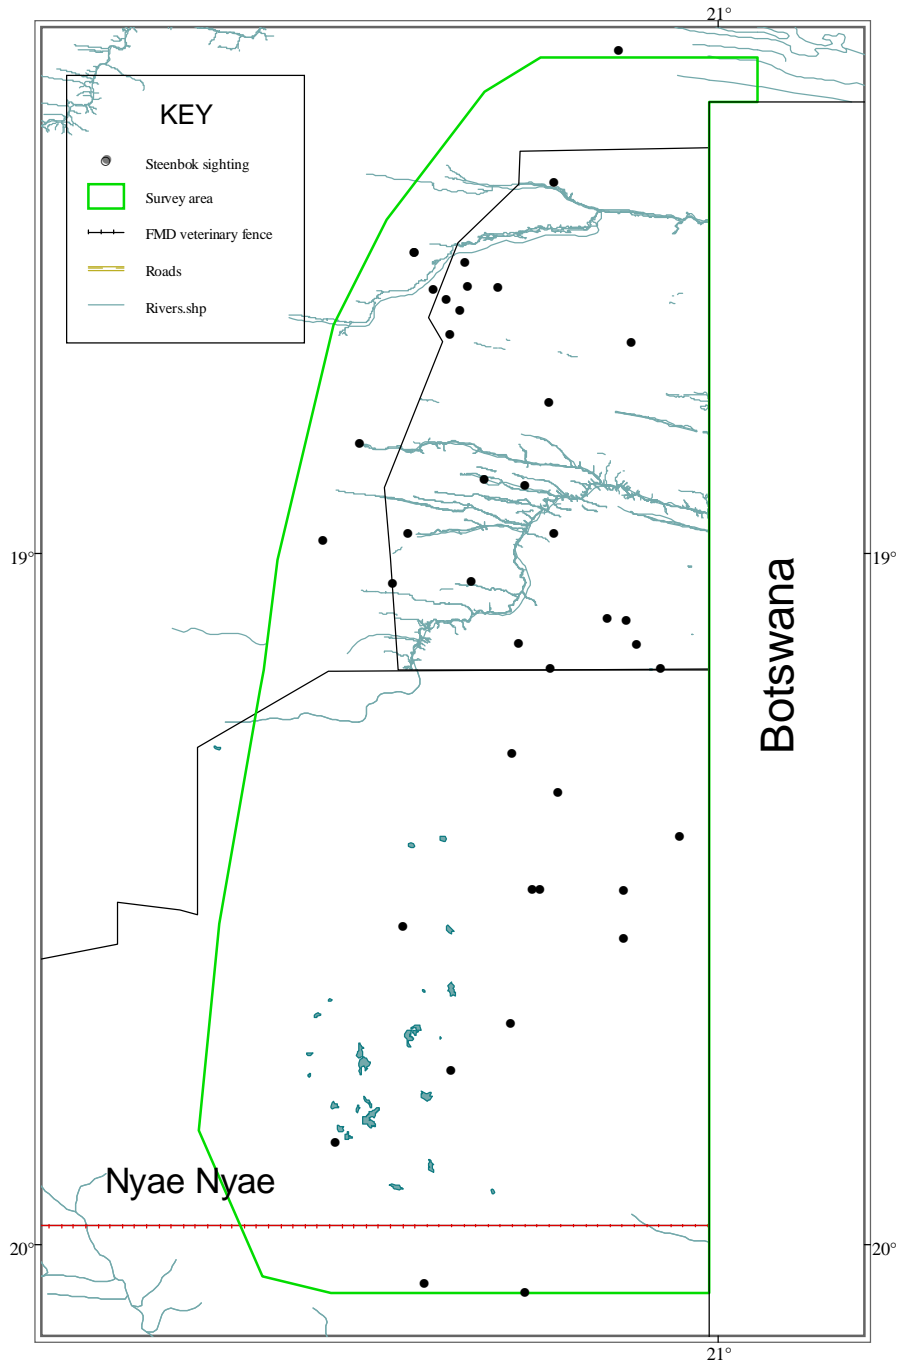 21°
KEY
Steenbok sighting
Survey area
FMD veterinary fence
Roads
Rivers.shp
19°
19°
Botswana
Nyae Nyae
20°
20°
21°